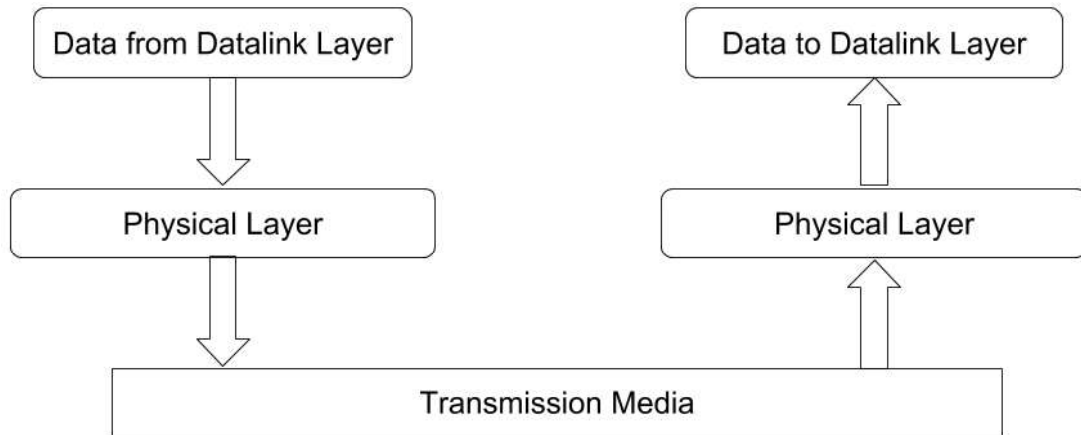 Data from Datalink Layer
Data to Datalink Layer
Physical Layer
Physical Layer
Transmission Media